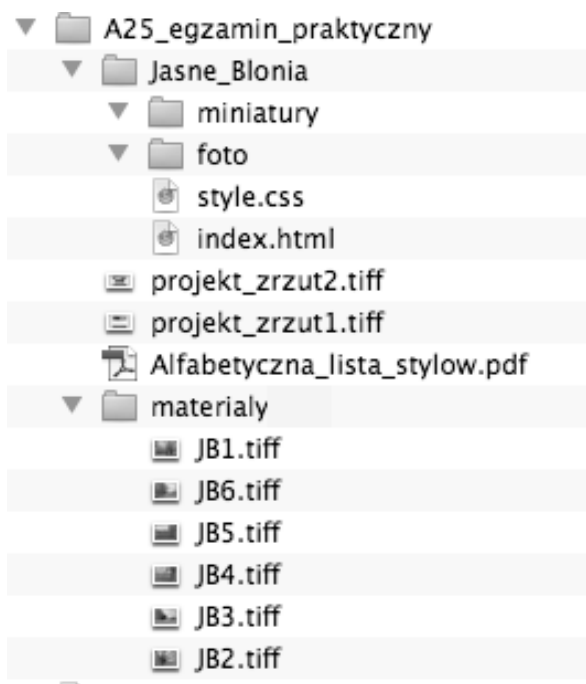 A25_egzamin_praktyczny
Jasne_Blonia
miniatury
foto
style.css
index.html
projekt_zrzut2.tiff
projekt_zrzut1.tiff
Alfabetyczna_lista_stylow.pdf
materialy
JB1.tiff
JB6.tiff
JB5.tiff
JB4.tiff
JB3.tiff
JB2.tiff